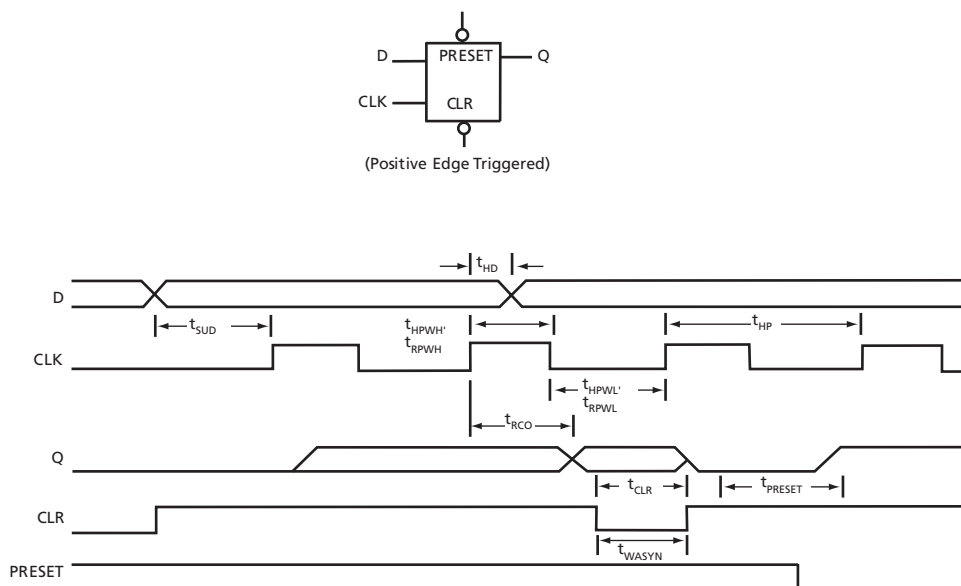 D
PRESET
Q
CLK
CLR
(Positive Edge Triggered)
tHD
D
tSUD
tHPWH'
tRPWH
tHP
CLK
tHPWL'
tRPWL
tRCO
Q
tCLR
tPRESET
CLR
tWASYN
PRESET